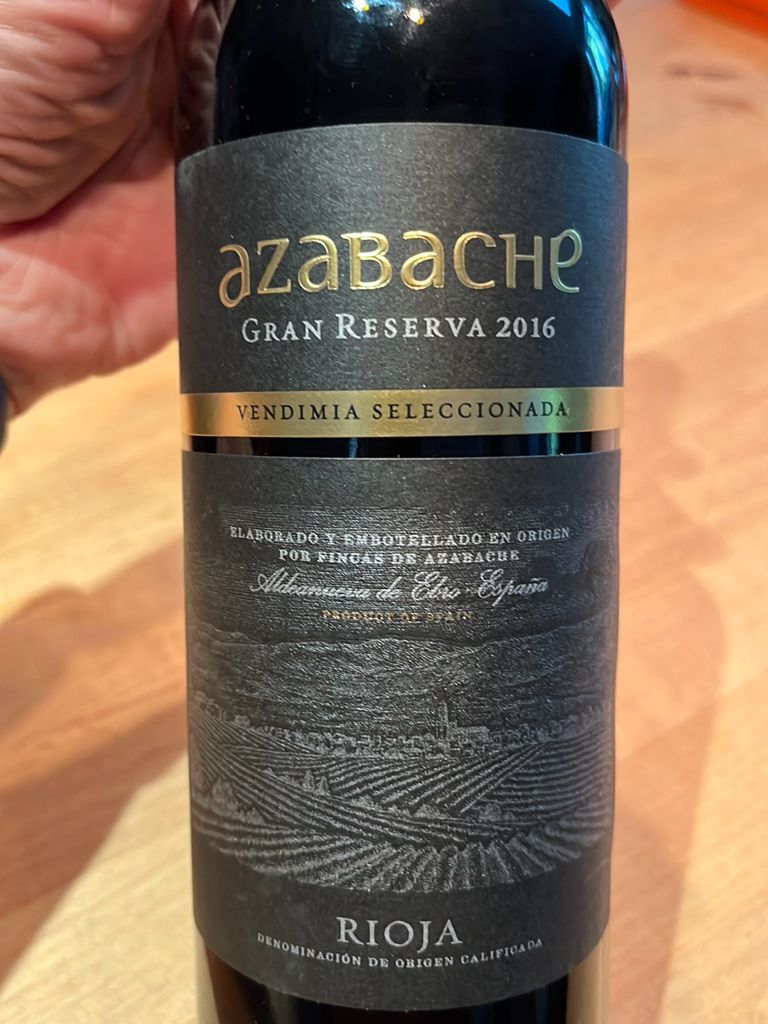 azabache
GRAN RESERVA 2016
VENDIMIA SELECCIONADA
ELABORADO Y EMBOTELLADO EN ORIGEN
POR FINCAS DE AZABACHE
Aldeanueva de Ebro - España
PRODUCT OF SPAIN
RIOJA
DENOMINACIÓN DE ORIGEN CALIFICADA